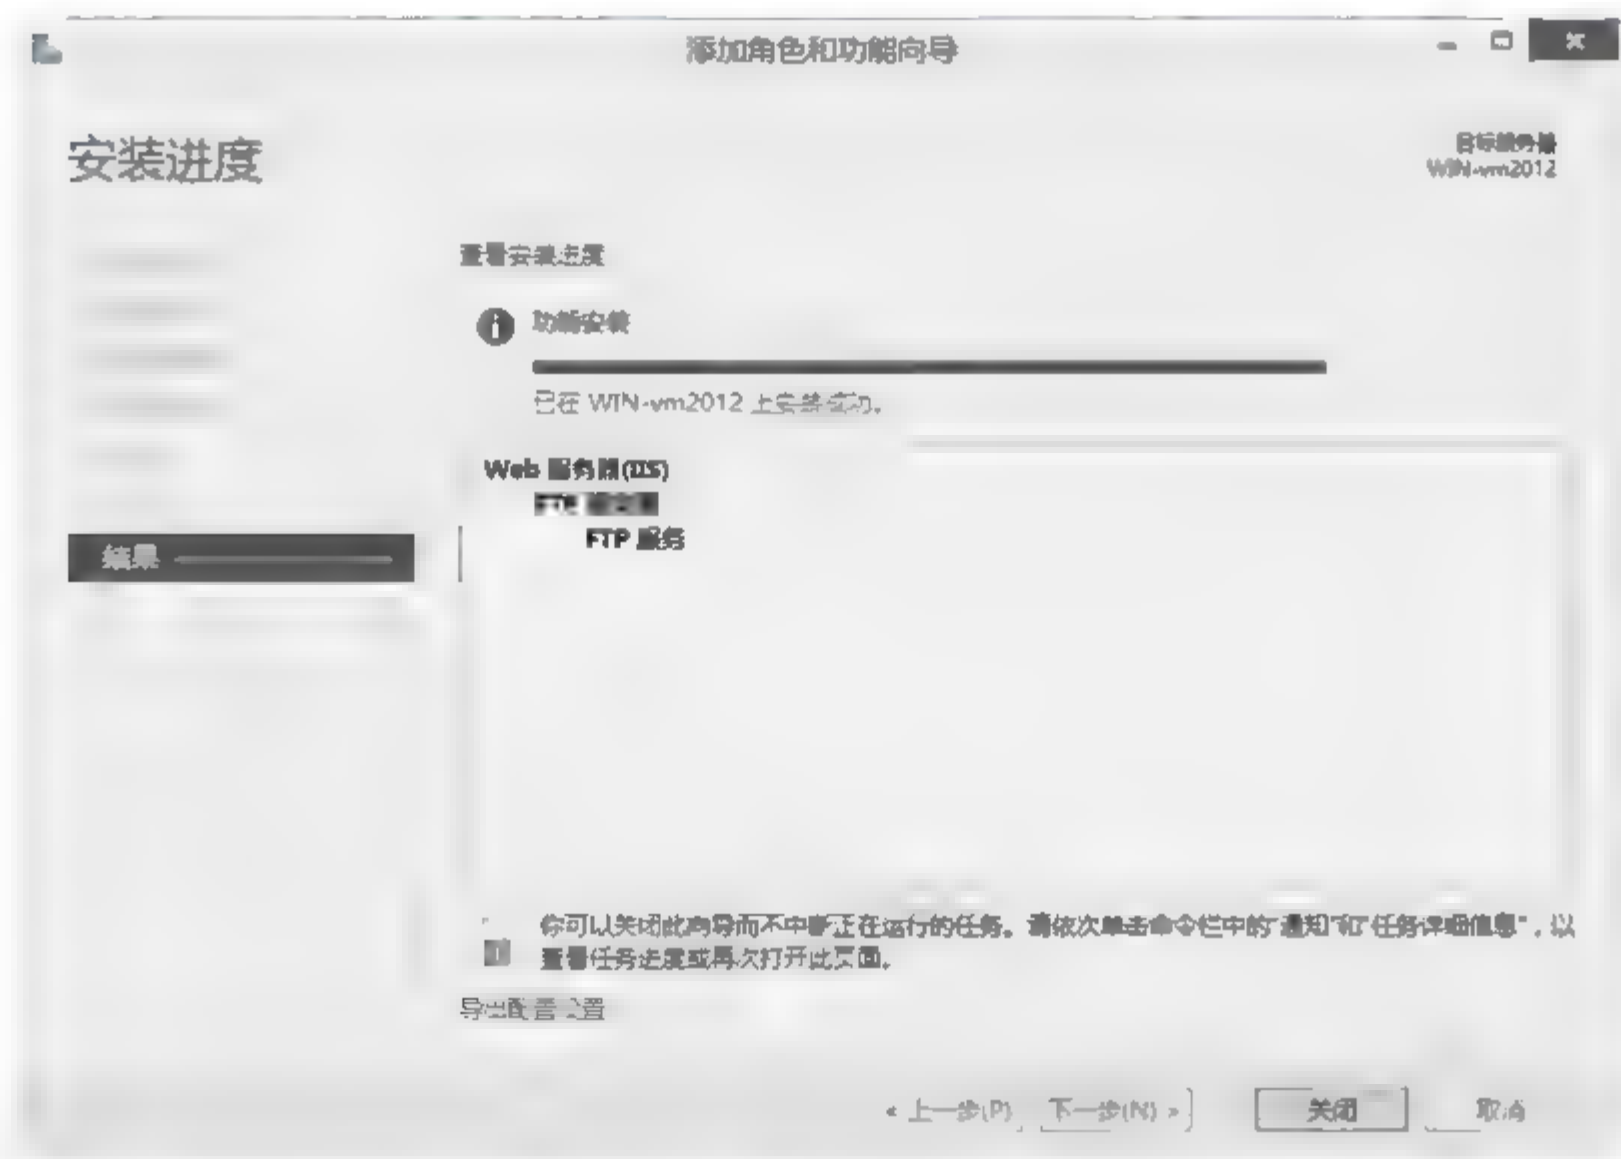 添加角色和功能向导
安装进度
目标服务器
WIN-vm2012
查看安装进度
功能安装
已在 WIN-vm2012 上安装成功。
Web 服务器(IIS)
FTP 服务器
FTP 服务
结果
你可以关闭此向导而不中断正在运行的任务。请依次单击命令栏中的"通知"和"任务详细信息"，以
查看任务进度或再次打开此页面。
导出配置设置
< 上一步(P)
下一步(N) >
关闭
取消